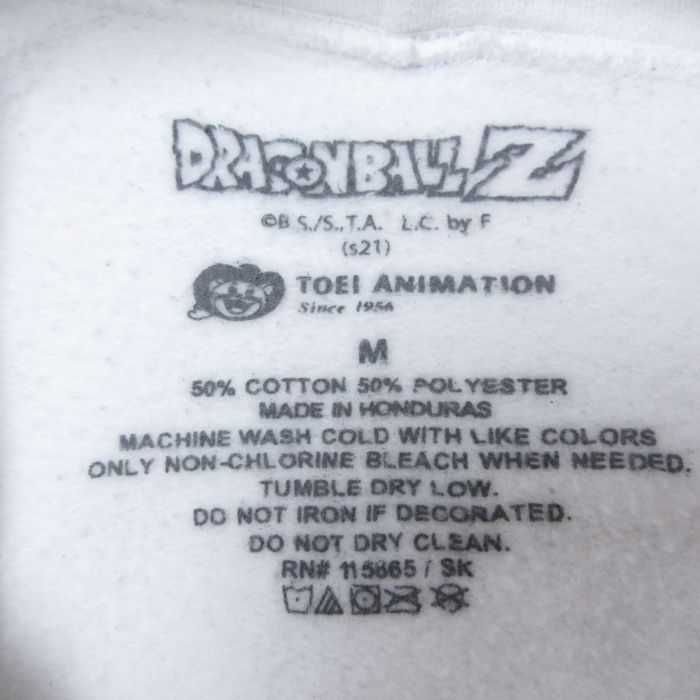 DRAGONBALL Z
©B S./S.,T.A. L.C. by F
(s21)
TOEI ANIMATION
Since 1956
M
50% COTTON 50% POLYESTER
MADE IN HONDURAS
MACHINE WASH COLD WITH LIKE COLORS
ONLY NON-CHLORINE BLEACH WHEN NEEDED.
TUMBLE DRY LOW.
DO NOT IRON IF DECORATED.
DO NOT DRY CLEAN.
RN# 115865 / SK